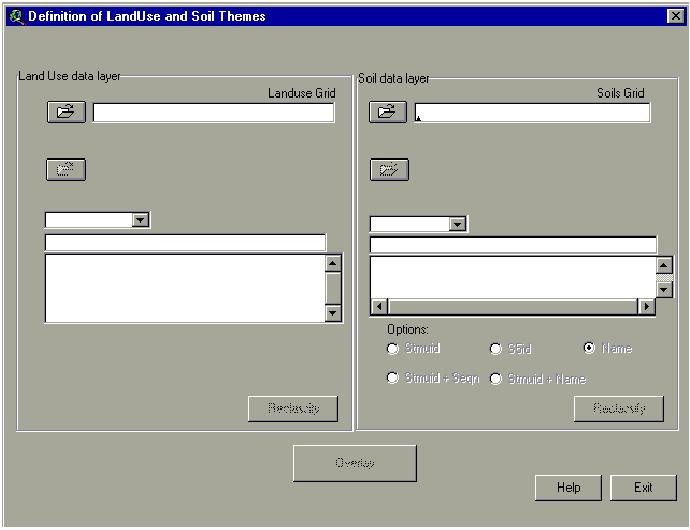 Definition of LandUse and Soil Themes
Land Use data layer
Landuse Grid
Reclassify
Soil data layer
Soils Grid
Options:
Stmuid
S5id
Name
Stmuid + Seqn
Stmuid + Name
Reclassify
Overlay
Help
Exit